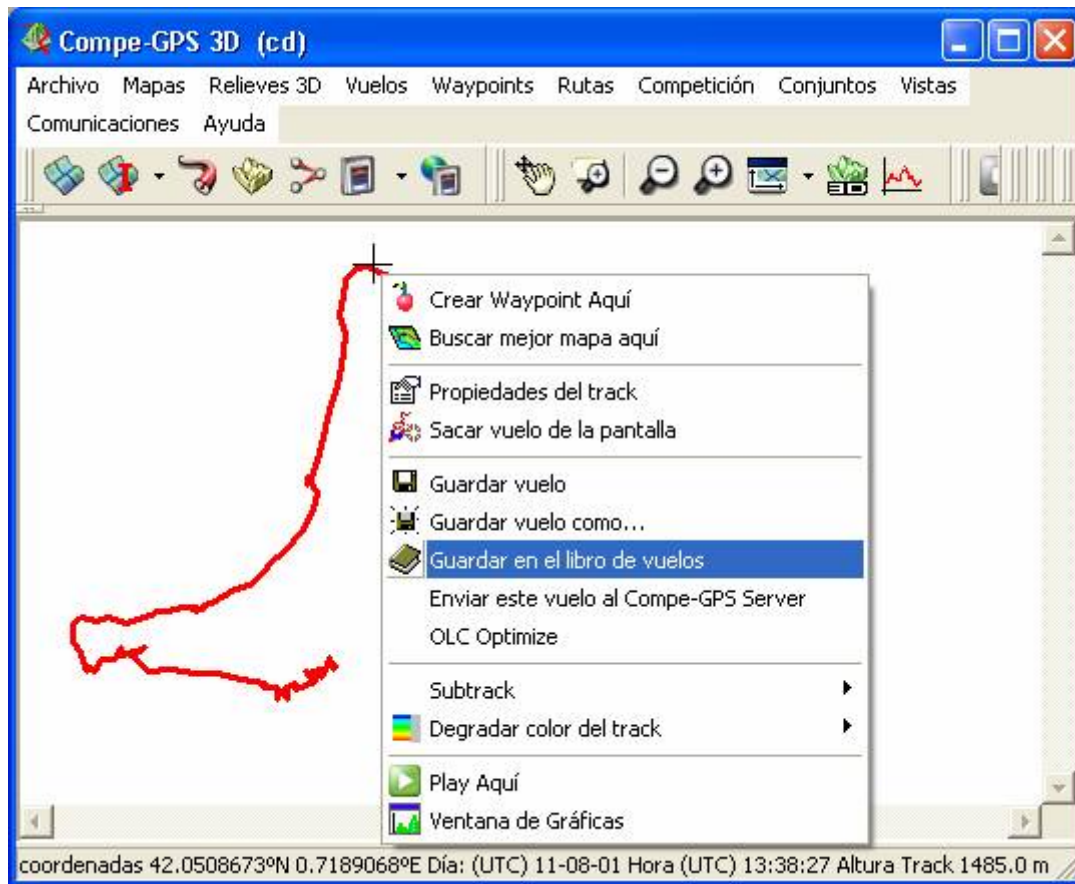 Compe-GPS 3D (cd)
Archivo Mapas Relieves 3D Vuelos Waypoints Rutas Competición Conjuntos Vistas
Comunicaciones Ayuda
Crear Waypoint Aquí
Buscar mejor mapa aquí
Propiedades del track
Sacar vuelo de la pantalla
Guardar vuelo
Guardar vuelo como...
Guardar en el libro de vuelos
Enviar este vuelo al Compe-GPS Server
OLC Optimize
Subtrack
Degradar color del track
Play Aquí
Ventana de Gráficas
coordenadas 42.0508673ºN 0.7189068ºE Día: (UTC) 11-08-01 Hora (UTC) 13:38:27 Altura Track 1485.0 m